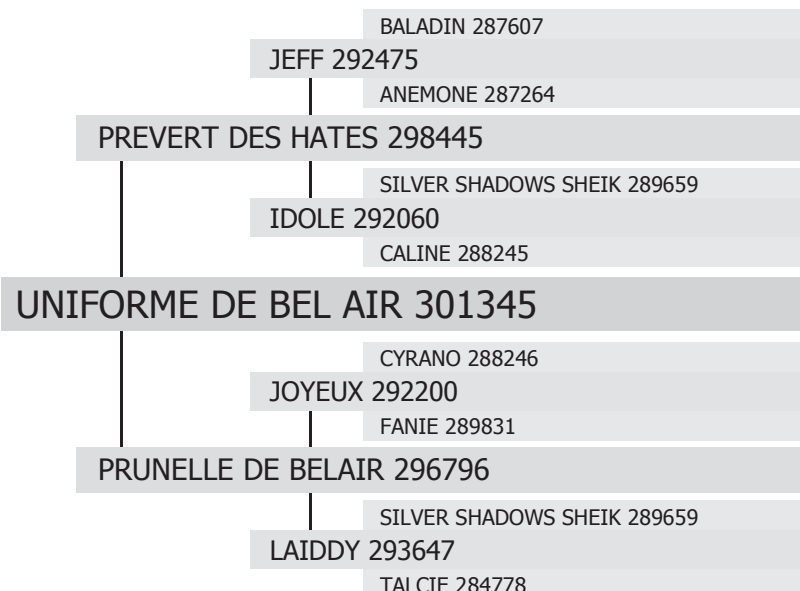 BALADIN 287607
JEFF 292475
ANEMONE 287264
PREVERT DES HATES 298445
SILVER SHADOWS SHEIK 289659
IDOLE 292060
CALINE 288245
UNIFORME DE BEL AIR 301345
CYRANO 288246
JOYEUX 292200
FANIE 289831
PRUNELLE DE BELAIR 296796
SILVER SHADOWS SHEIK 289659
LAIDDY 293647
TALCIE 284778